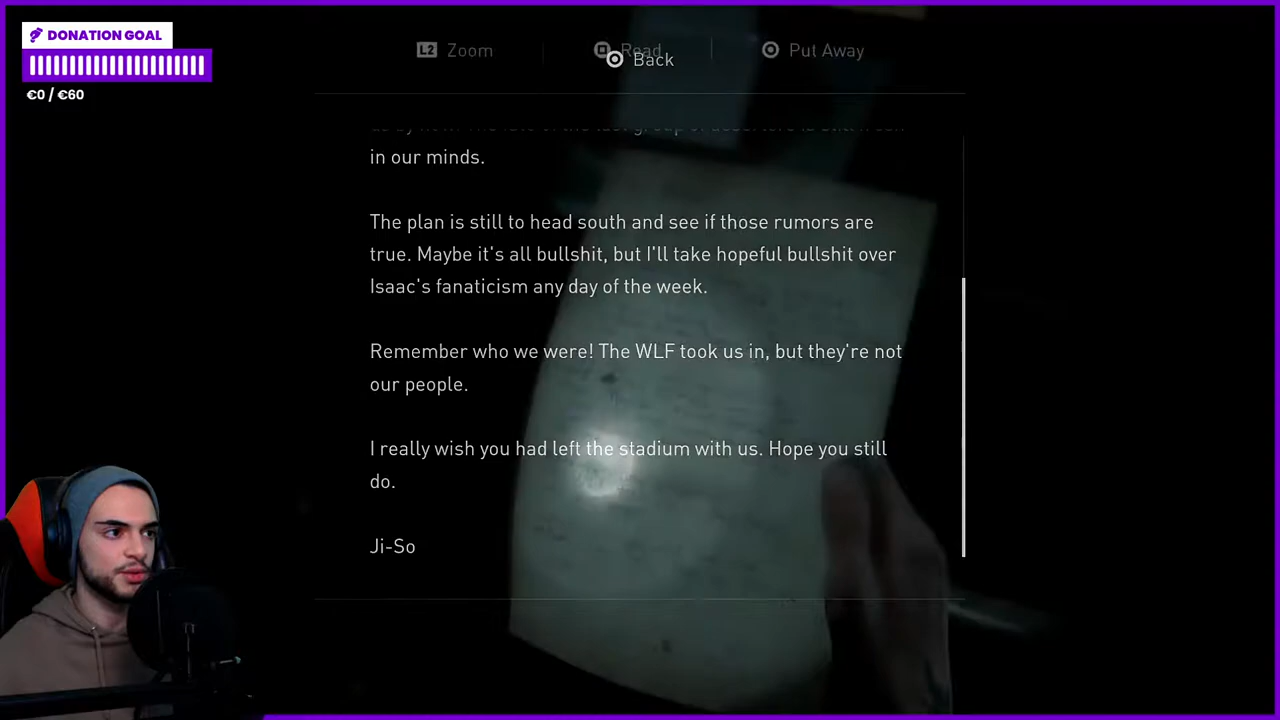 DONATION GOAL
€0 / €60
L2 Zoom
Read
Put Away
Back
in our minds.
The plan is still to head south and see if those rumors are
true. Maybe it's all bullshit, but I'll take hopeful bullshit over
Isaac's fanaticism any day of the week.
Remember who we were! The WLF took us in, but they're not
our people.
I really wish you had left the stadium with us. Hope you still
do.
Ji-So